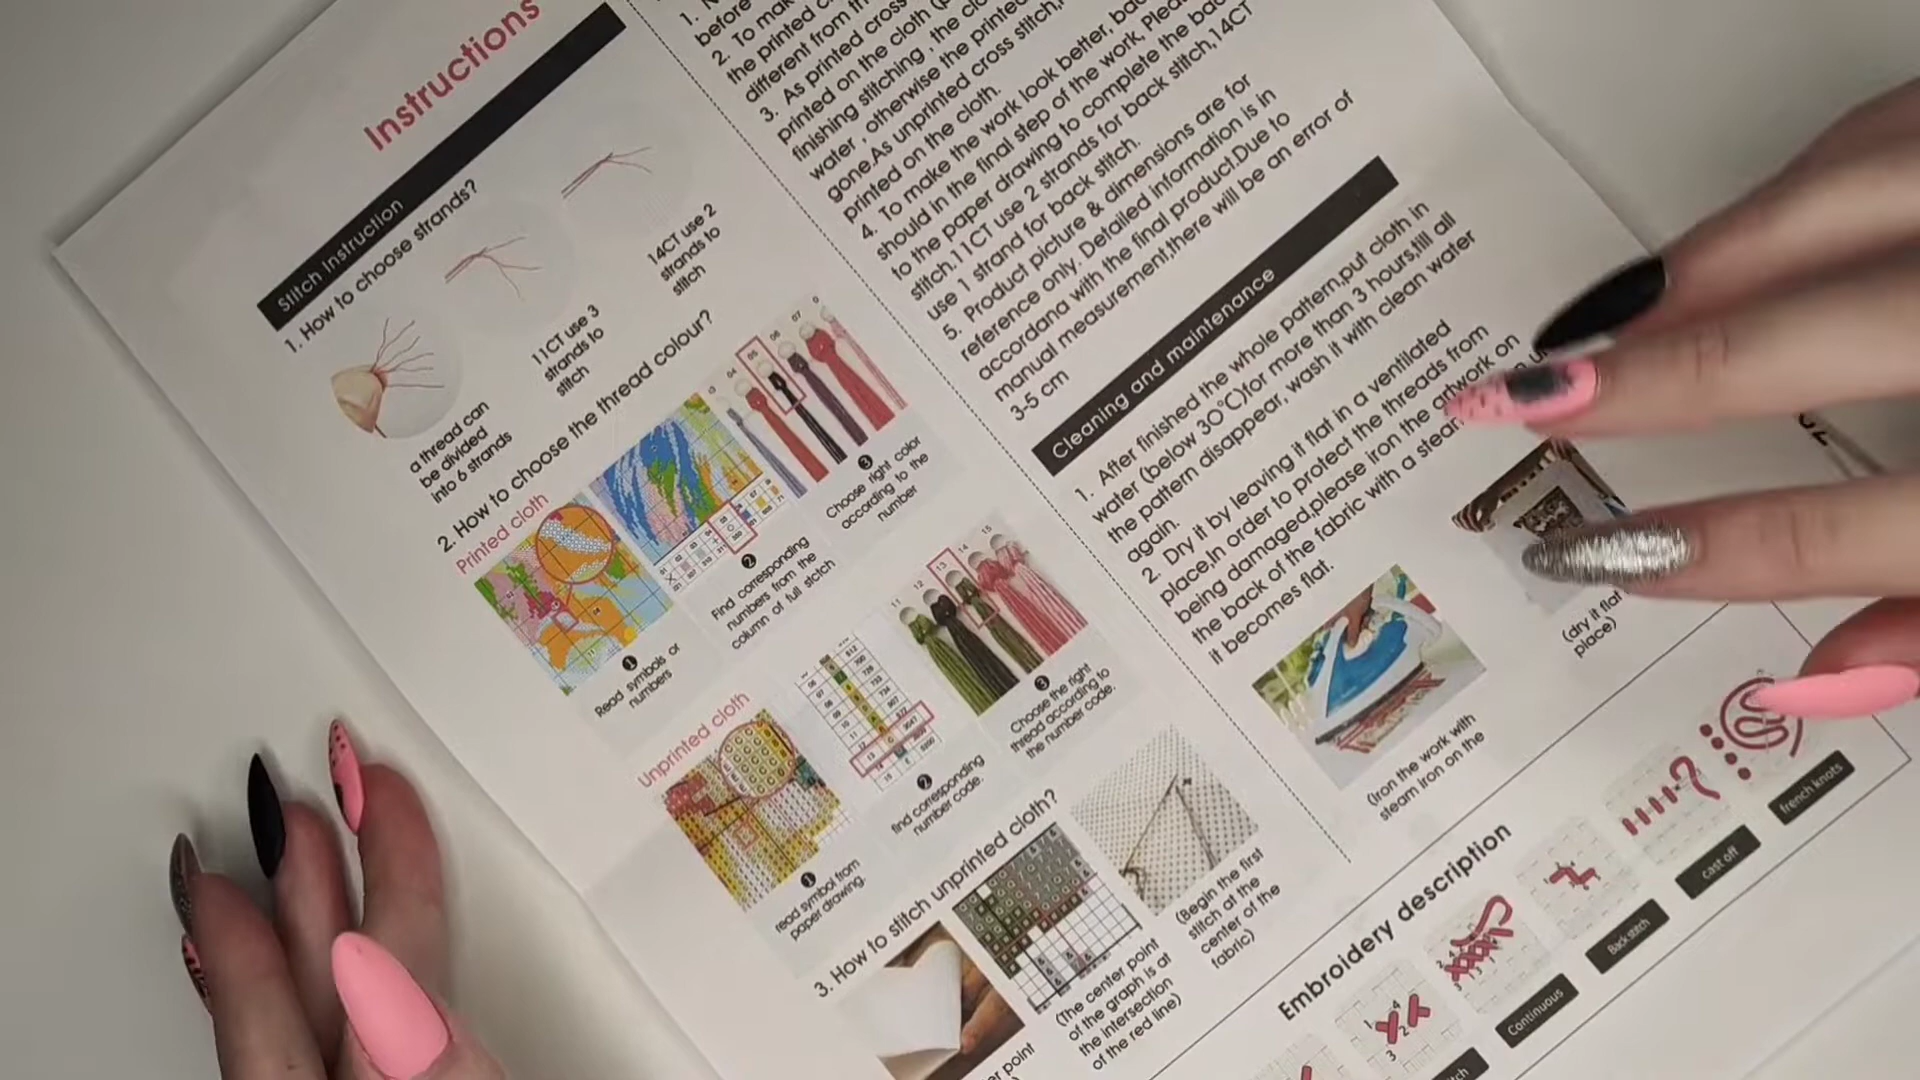 Instructions
Stitch Instruction
1. How to choose strands?
a thread can
be divided
into 6 strands
11CT use 3
strands to
stitch
14CT use 2
strands to
stitch
2. How to choose the thread colour?
Printed cloth
Read symbols or
numbers
Find corresponding
numbers from the
column of full stctch
Choose right color
according to the
number
Unprinted cloth
read symbol from
paper drawing.
find corresponding
number code.
Choose the right
thread according to
the number code.
3. How to stitch unprinted cloth?
point
(The center point
of the graph is at
the intersection
of the red line)
(Begin the first
stitch at the
center of the
fabric)
before
2. To mak
the printed
different from
3. As printed cross
printed on the cloth
finishing stitching , the
water , otherwise the printed
gone.As unprinted cross stitch,
printed on the cloth.
4. To make the work look better,
should in the final step of the work,
to the paper drawing to complete the
stitch.11CT use 2 strands for back stitch,14CT
use 1 strand for back stitch.
5. Product picture & dimensions are for
reference only. Detailed information is in
accordana with the final product.Due to
manual measurement,there will be an error of
3-5 cm
Cleaning and maintenance
1. After finished the whole pattern,put cloth in
water (below 30°C)for more than 3 hours,till all
the pattern disappear, wash it with clean water
again.
2. Dry it by leaving it flat in a ventilated
place,In order to protect the threads from
being damaged,please iron the artwork on
the back of the fabric with a steam
it becomes flat.
(iron the work with
steam iron on the
(dry it flat
place)
Embroidery description
Continuous
Back stitch
cast off
french knots